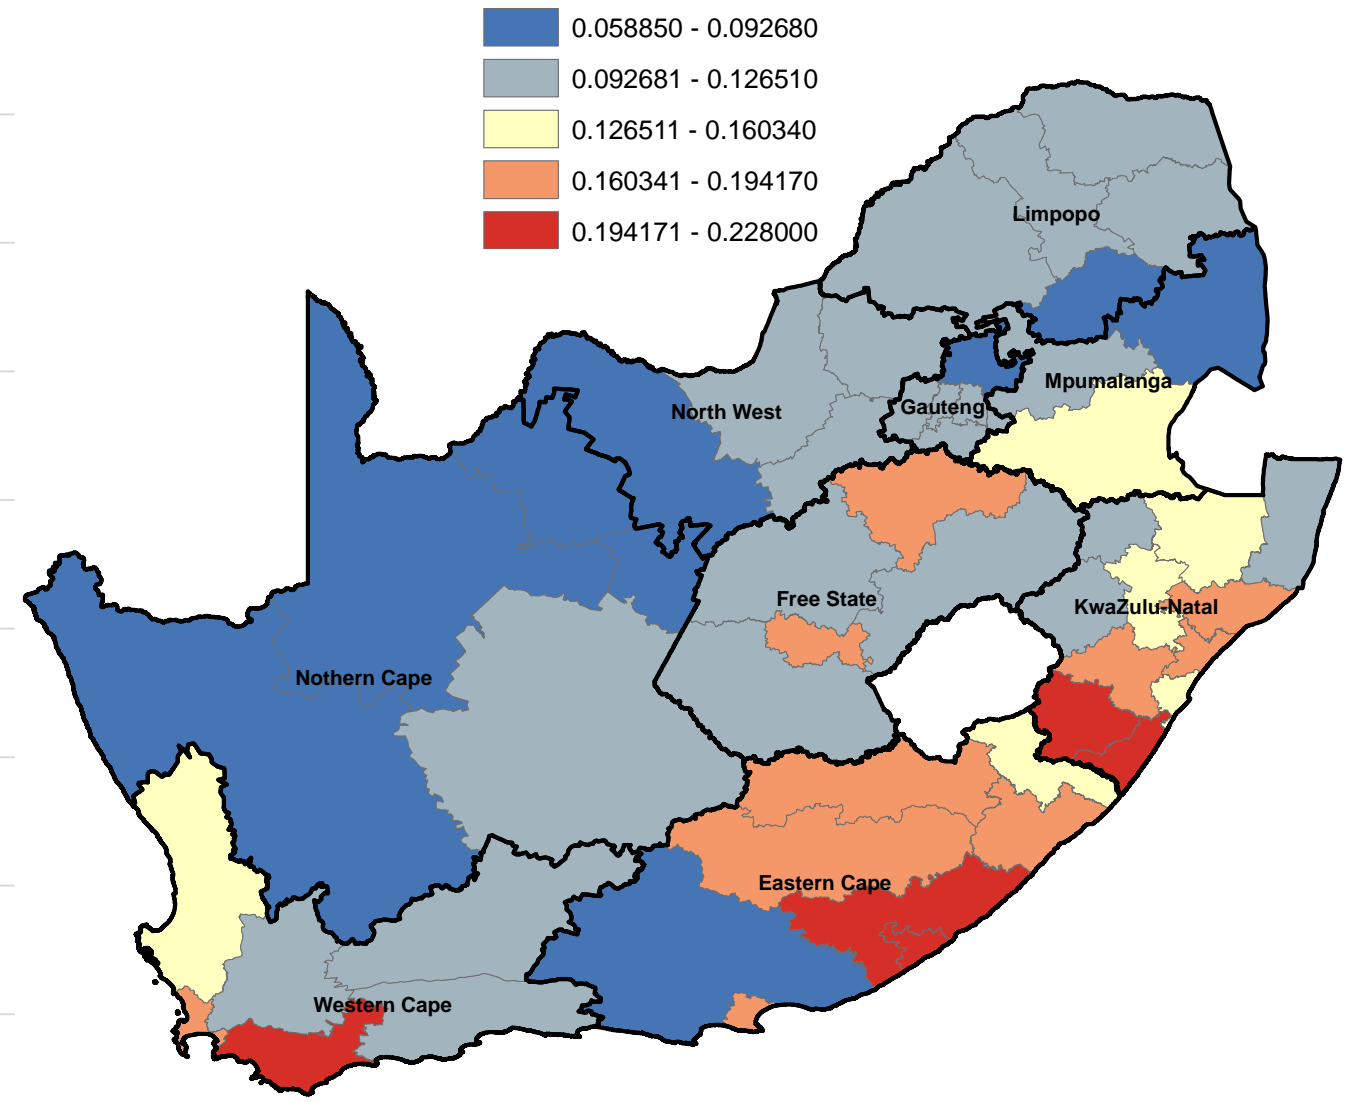 0.058850 - 0.092680
0.092681 - 0.126510
0.126511 - 0.160340
0.160341 - 0.194170
0.194171 - 0.228000
Limpopo
Mpumalanga
North West
Gauteng
Free State
KwaZulu-Natal
Nothern Cape
Eastern Cape
Western Cape